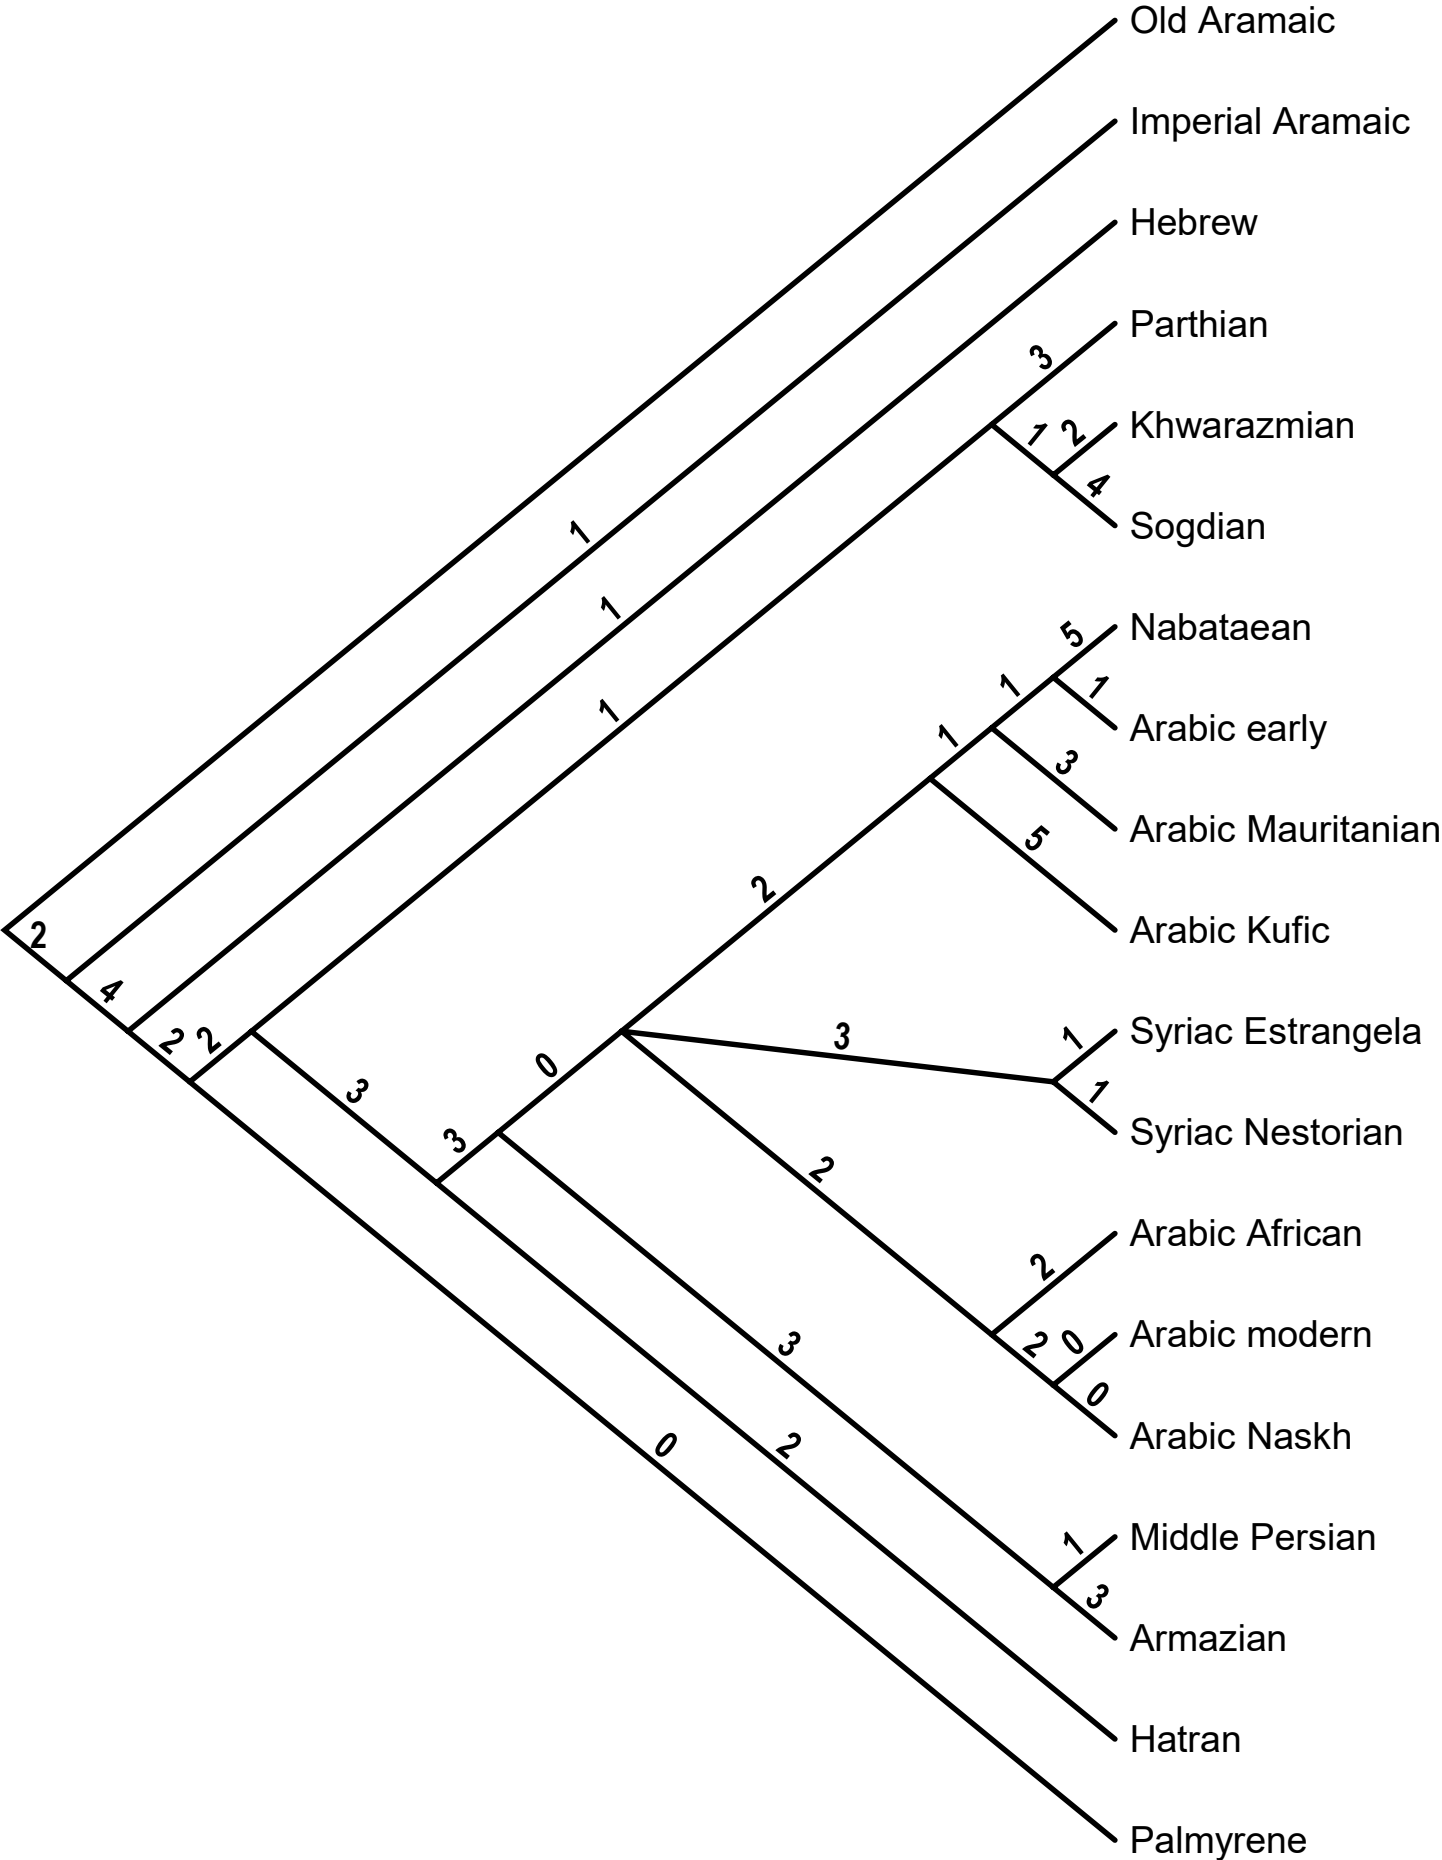 Old Aramaic
Imperial Aramaic
Hebrew
Parthian
3
Khwarazmian
1 2
4
Sogdian
1
1
Nabataean
5
1
1
Arabic early
1
1
3
Arabic Mauritanian
5
2
Arabic Kufic
2
4
Syriac Estrangela
2 2
0
3
1
3
1
Syriac Nestorian
3
2
Arabic African
2
Arabic modern
3
2 0
0
Arabic Naskh
0
2
Middle Persian
1
3
Armazian
Hatran
Palmyrene